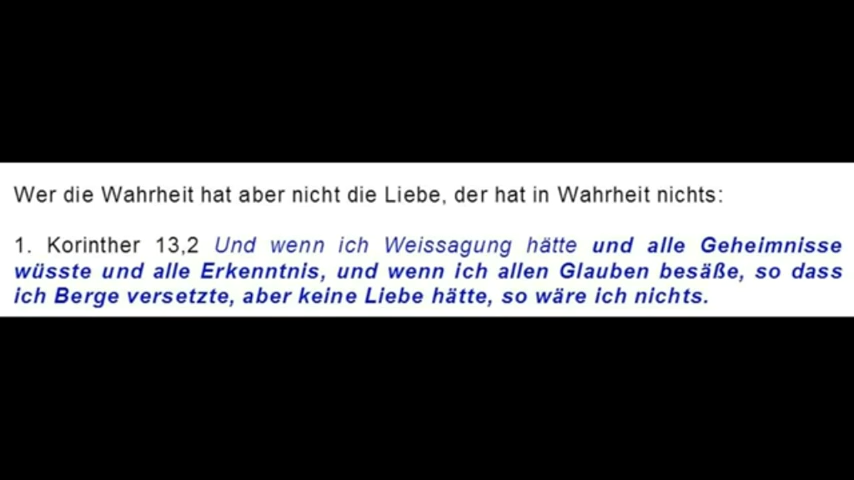 Wer die Wahrheit hat aber nicht die Liebe, der hat in Wahrheit nichts:
1. Korinther 13,2 Und wenn ich Weissagung hätte und alle Geheimnisse
wüsste und alle Erkenntnis, und wenn ich allen Glauben besäße, so dass
ich Berge versetzte, aber keine Liebe hätte, so wäre ich nichts.